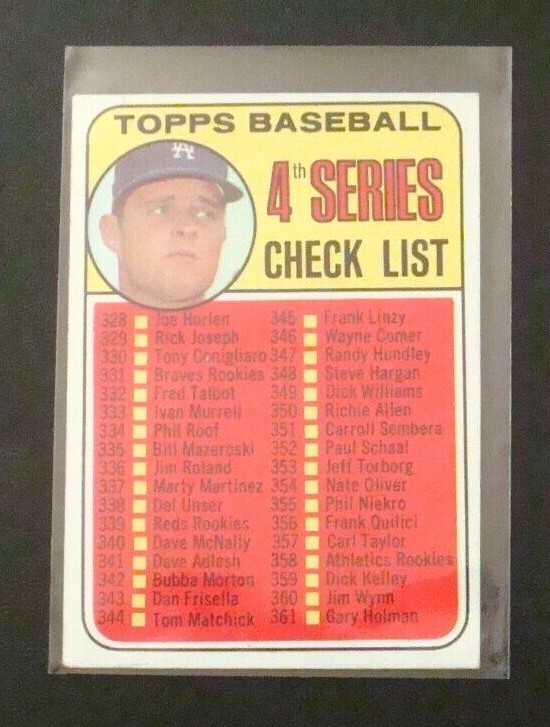 TOPPS BASEBALL
LA
4th SERIES
CHECK LIST
328 Joe Horlen
329 Rick Joseph
330 Tony Conigliaro
331 Braves Rookies
332 Fred Talbot
333 Ivan Murrell
334 Phil Roof
335 Bill Mazeroski
336 Jim Roland
337 Marty Martinez
338 Del Unser
339 Reds Rookies
340 Dave McNally
341 Dave Adlesh
342 Bubba Morton
343 Dan Frisella
344 Tom Matchick
345 Frank Linzy
346 Wayne Comer
347 Randy Hundley
348 Steve Hargan
349 Dick Williams
350 Richie Allen
351 Carroll Sembera
352 Paul Schaal
353 Jeff Torborg
354 Nate Oliver
355 Phil Niekro
356 Frank Quilici
357 Carl Taylor
358 Athletics Rookies
359 Dick Kelley
360 Jim Wynn
361 Gary Holman